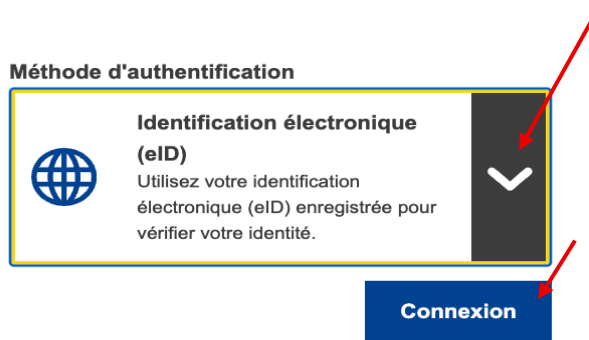 Méthode d'authentification
Identification électronique
(eID)
Utilisez votre identification
électronique (eID) enregistrée pour
vérifier votre identité.
Connexion